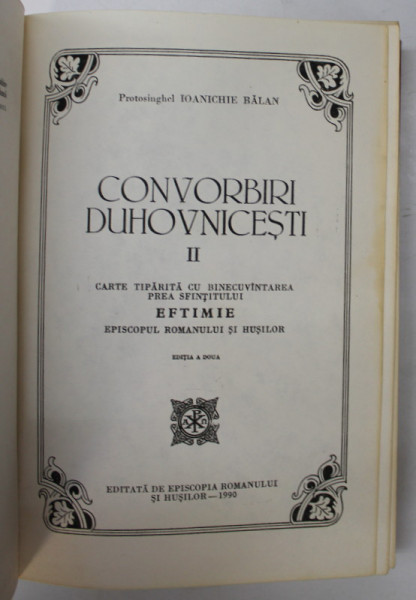 Protosinghel IOANICHIE BĂLAN
CONVORBIRI
DUHOVNICEȘTI
II
CARTE TIPĂRITĂ CU BINECUVÎNTAREA
PREA SFINȚITULUI
EFTIMIE
EPISCOPUL ROMANULUI ȘI HUȘILOR
EDIȚIA A DOUA
EDITATĂ DE EPISCOPIA ROMANULUI
ȘI HUȘILOR — 1990